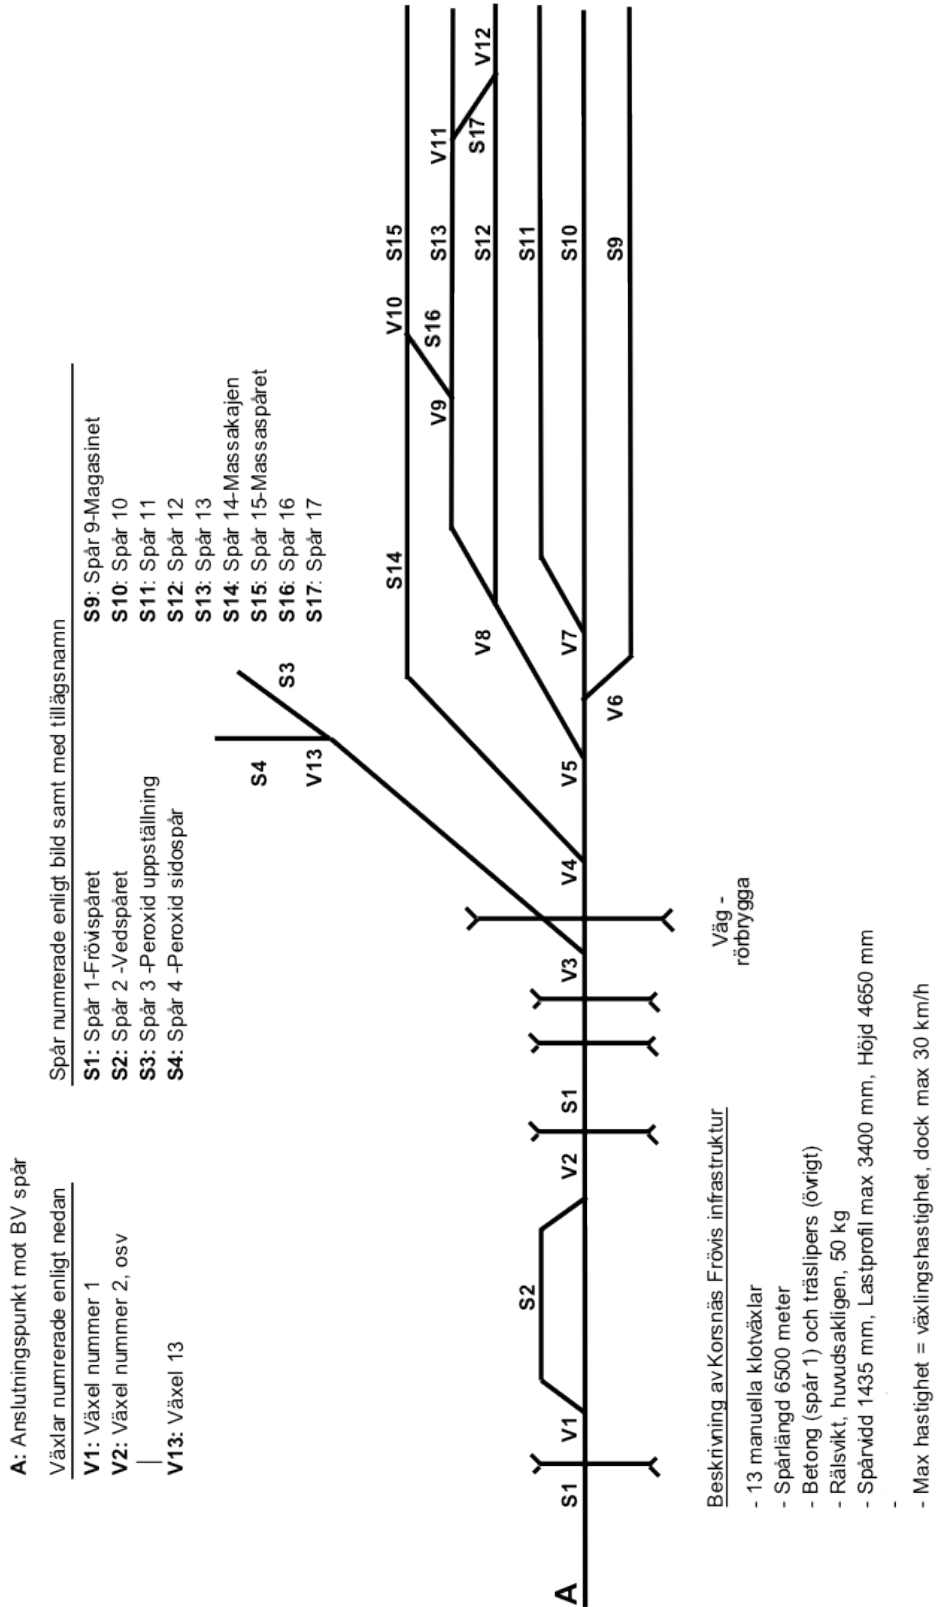 A: Anslutningspunkt mot BV spår
Växlar numrerade enligt nedan
V1: Växel nummer 1
V2: Växel nummer 2, osv
V13: Växel 13
Spår numrerade enligt bild samt med tillägsnamn
S1: Spår 1-Frövispåret
S2: Spår 2 -Vedspåret
S3: Spår 3 -Peroxid uppställning
S4: Spår 4 -Peroxid sidospår
S9: Spår 9-Magasinet
S10: Spår 10
S11: Spår 11
S12: Spår 12
S13: Spår 13
S14: Spår 14-Massakajen
S15: Spår 15-Massaspåret
S16: Spår 16
S17: Spår 17
A
S1
V1
S2
V2
S1
V3
Väg -
rörbrygga
V4
V5
V6
V7
V8
S4
V13
S3
S14
V9
V10
S16
S15
S13
S12
S11
S10
S9
V11
S17
V12
Beskrivning av Korsnäs Frövis infrastruktur
- 13 manuella klotväxlar
- Spårlängd 6500 meter
- Betong (spår 1) och träslipers (övrigt)
- Rälsvikt, huvudsakligen, 50 kg
- Spårvidd 1435 mm, Lastprofil max 3400 mm, Höjd 4650 mm
-
- Max hastighet = växlingshastighet, dock max 30 km/h